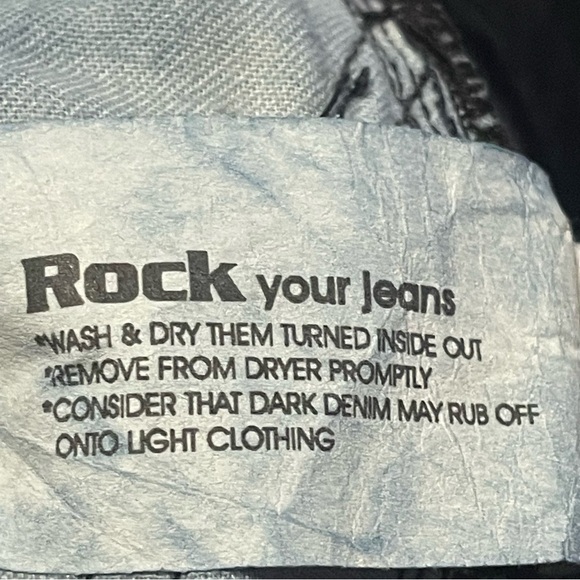 Rock your Jeans
*WASH & DRY THEM TURNED INSIDE OUT
*REMOVE FROM DRYER PROMPTLY
*CONSIDER THAT DARK DENIM MAY RUB OFF
ONTO LIGHT CLOTHING